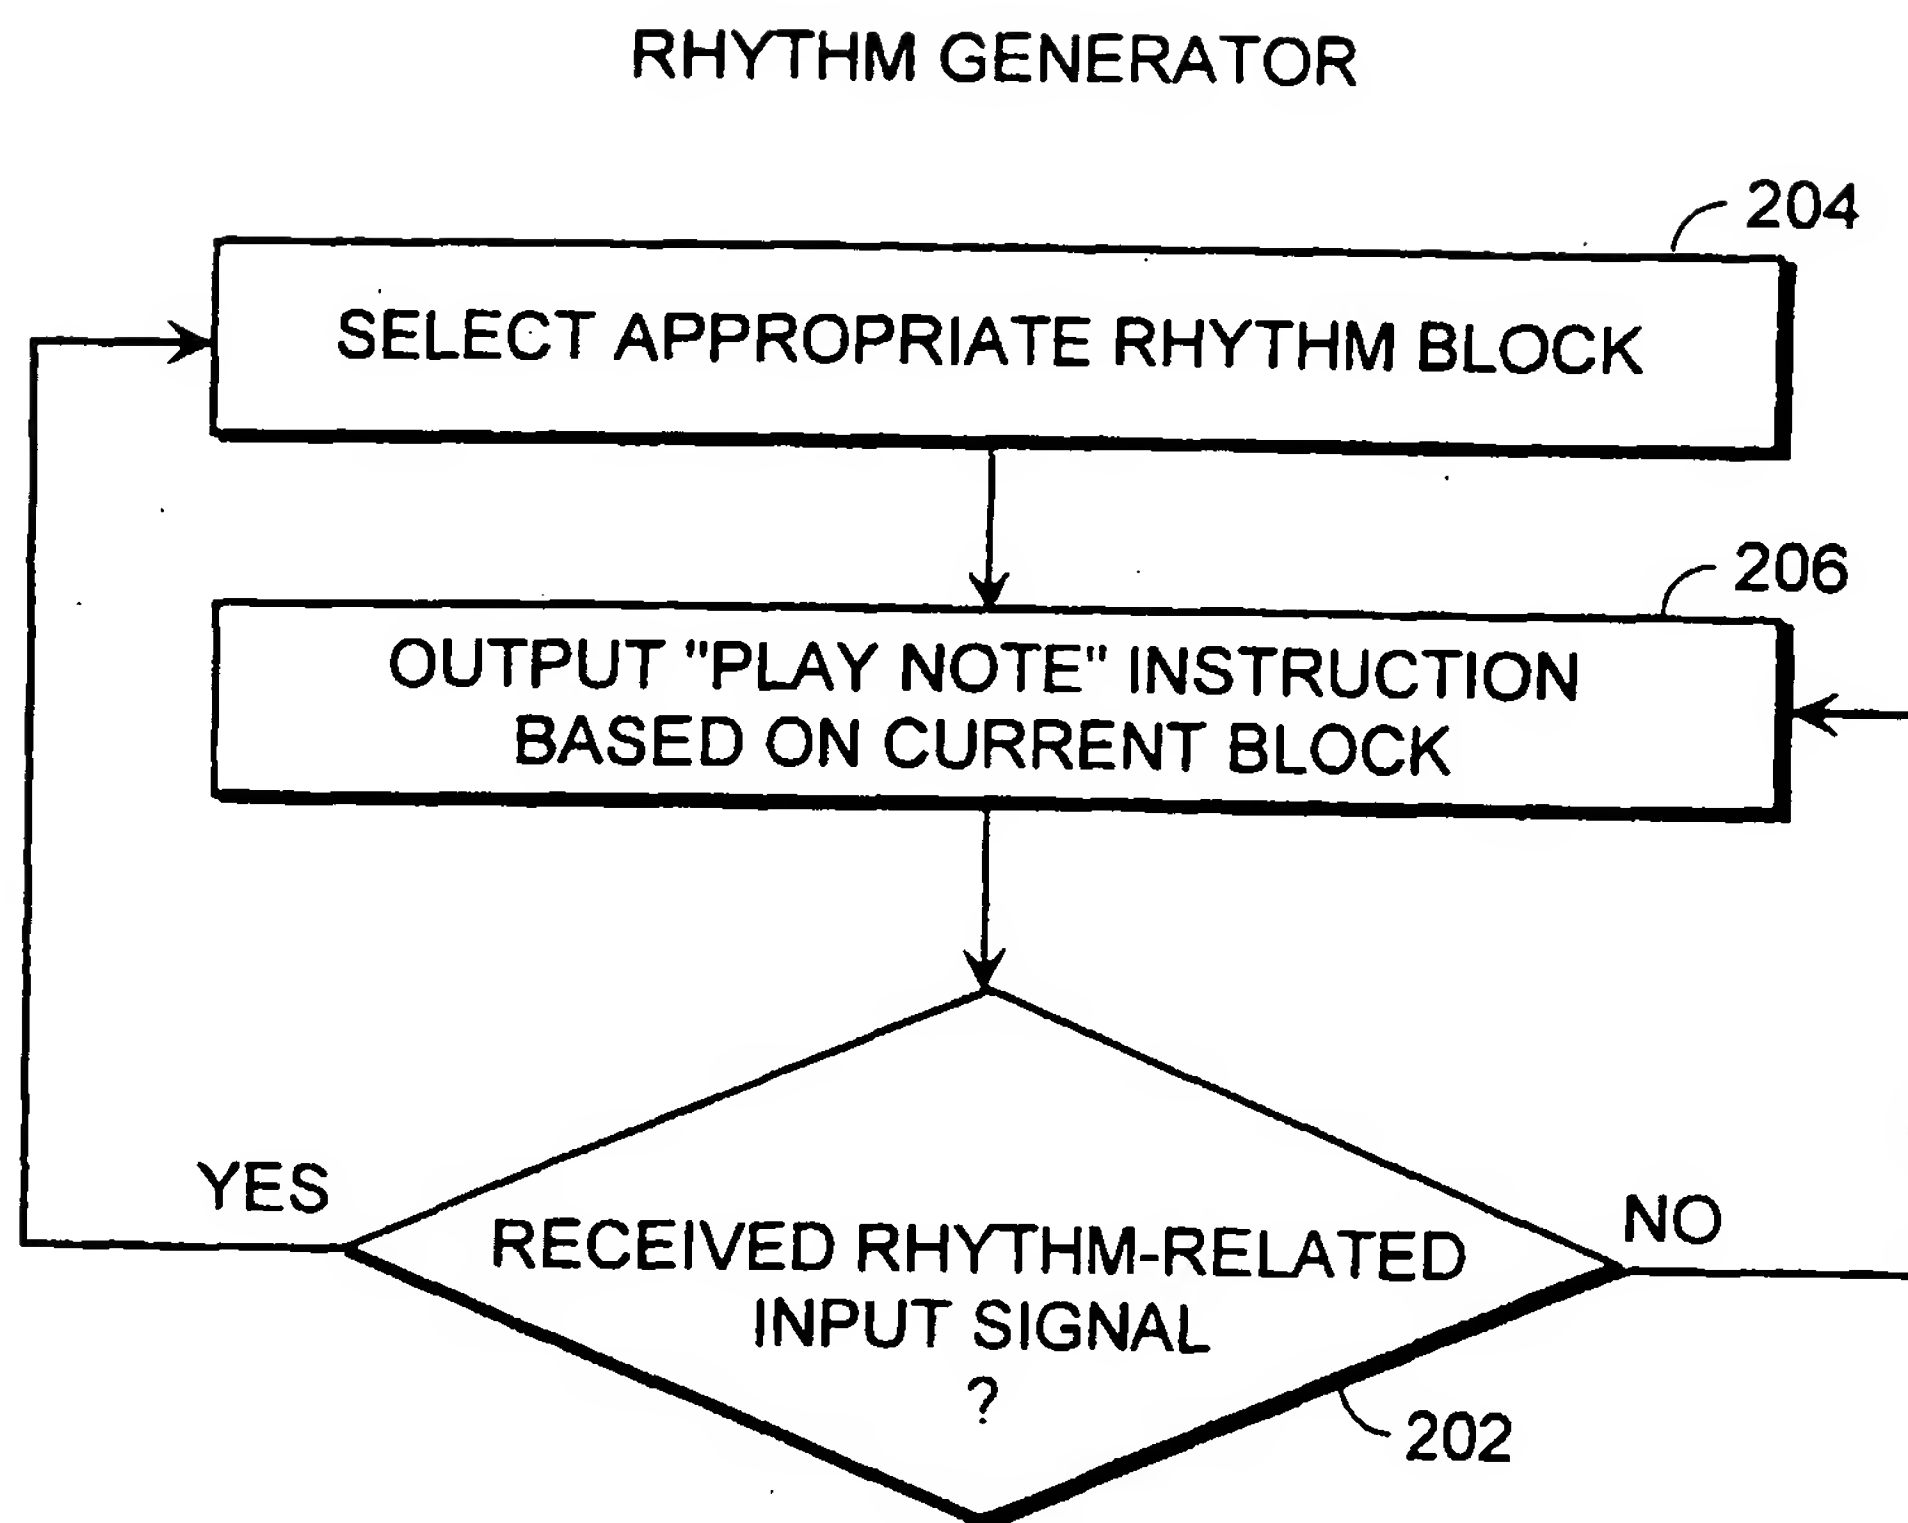 RHYTHM GENERATOR
204
SELECT APPROPRIATE RHYTHM BLOCK
206
OUTPUT "PLAY NOTE" INSTRUCTION
BASED ON CURRENT BLOCK
YES
NO
RECEIVED RHYTHM-RELATED
INPUT SIGNAL
?
202